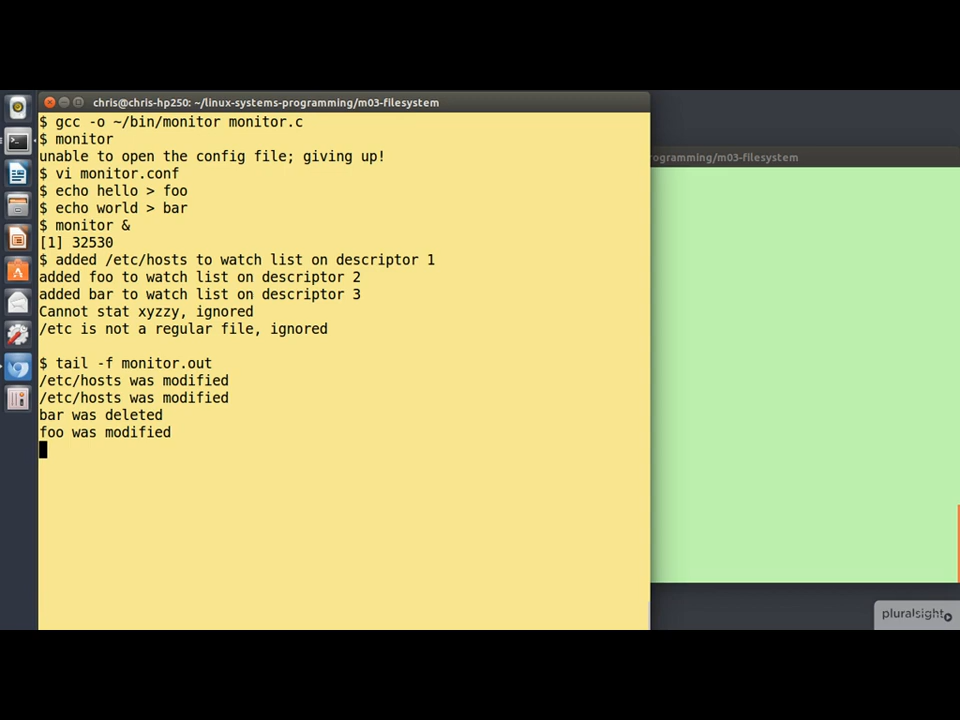 chris@chris-hp250: ~/linux-systems-programming/m03-filesystem
$ gcc -o ~/bin/monitor monitor.c
$ monitor
unable to open the config file; giving up!
$ vi monitor.conf
$ echo hello > foo
$ echo world > bar
$ monitor &
[1] 32530
$ added /etc/hosts to watch list on descriptor 1
added foo to watch list on descriptor 2
added bar to watch list on descriptor 3
Cannot stat xyzzy, ignored
/etc is not a regular file, ignored
$ tail -f monitor.out
/etc/hosts was modified
/etc/hosts was modified
bar was deleted
foo was modified
rogramming/m03-filesystem
pluralsight